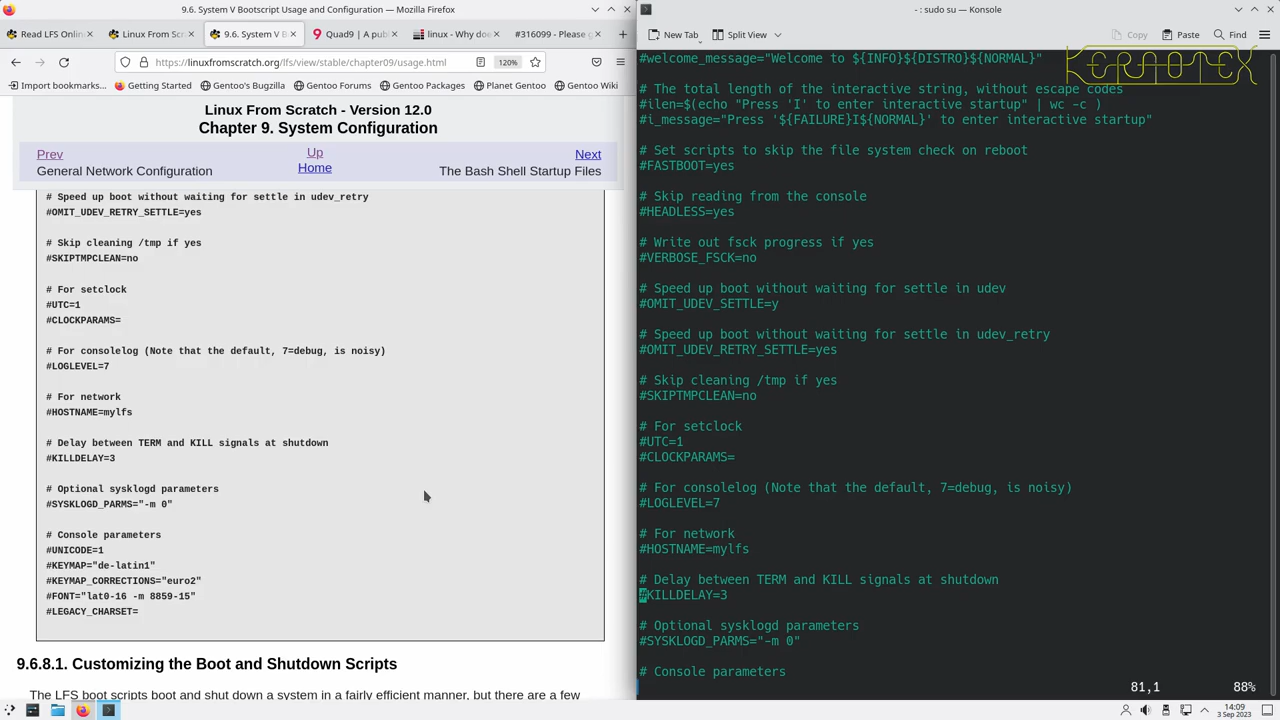 9.6. System V Bootscript Usage and Configuration — Mozilla Firefox
Read LFS Onlin
Linux From Scra
9.6. System V B
Quad9 | A pub
linux - Why doe
#316099 - Please g
https://linuxfromscratch.org/lfs/view/stable/chapter09/usage.html
120%
Import bookmarks...
Getting Started
Gentoo's Bugzilla
Gentoo Forums
Gentoo Packages
Planet Gentoo
Gentoo Wiki
Linux From Scratch - Version 12.0
Chapter 9. System Configuration
Prev
Up
Next
General Network Configuration
Home
The Bash Shell Startup Files
# Speed up boot without waiting for settle in udev_retry
#OMIT_UDEV_RETRY_SETTLE=yes
# Skip cleaning /tmp if yes
#SKIPTMPCLEAN=no
# For setclock
#UTC=1
#CLOCKPARAMS=
# For consolelog (Note that the default, 7=debug, is noisy)
#LOGLEVEL=7
# For network
#HOSTNAME=mylfs
# Delay between TERM and KILL signals at shutdown
#KILLDELAY=3
# Optional sysklogd parameters
#SYSKLOGD_PARMS="-m 0"
# Console parameters
#UNICODE=1
#KEYMAP="de-latin1"
#KEYMAP_CORRECTIONS="euro2"
#FONT="lat0-16 -m 8859-15"
#LEGACY_CHARSET=
9.6.8.1. Customizing the Boot and Shutdown Scripts
The LFS boot scripts boot and shut down a system in a fairly efficient manner, but there are a few
- : sudo su — Konsole
New Tab
Split View
Copy
Paste
Find
KERNOTEX
#welcome_message="Welcome to ${INFO}${DISTRO}${NORMAL}"
# The total length of the interactive string, without escape codes
#ilen=$(echo "Press 'I' to enter interactive startup" | wc -c )
#i_message="Press '${FAILURE}I${NORMAL}' to enter interactive startup"
# Set scripts to skip the file system check on reboot
#FASTBOOT=yes
# Skip reading from the console
#HEADLESS=yes
# Write out fsck progress if yes
#VERBOSE_FSCK=no
# Speed up boot without waiting for settle in udev
#OMIT_UDEV_SETTLE=y
# Speed up boot without waiting for settle in udev_retry
#OMIT_UDEV_RETRY_SETTLE=yes
# Skip cleaning /tmp if yes
#SKIPTMPCLEAN=no
# For setclock
#UTC=1
#CLOCKPARAMS=
# For consolelog (Note that the default, 7=debug, is noisy)
#LOGLEVEL=7
# For network
#HOSTNAME=mylfs
# Delay between TERM and KILL signals at shutdown
#KILLDELAY=3
# Optional sysklogd parameters
#SYSKLOGD_PARMS="-m 0"
# Console parameters
81,1
88%
14:09
3 Sep 2023